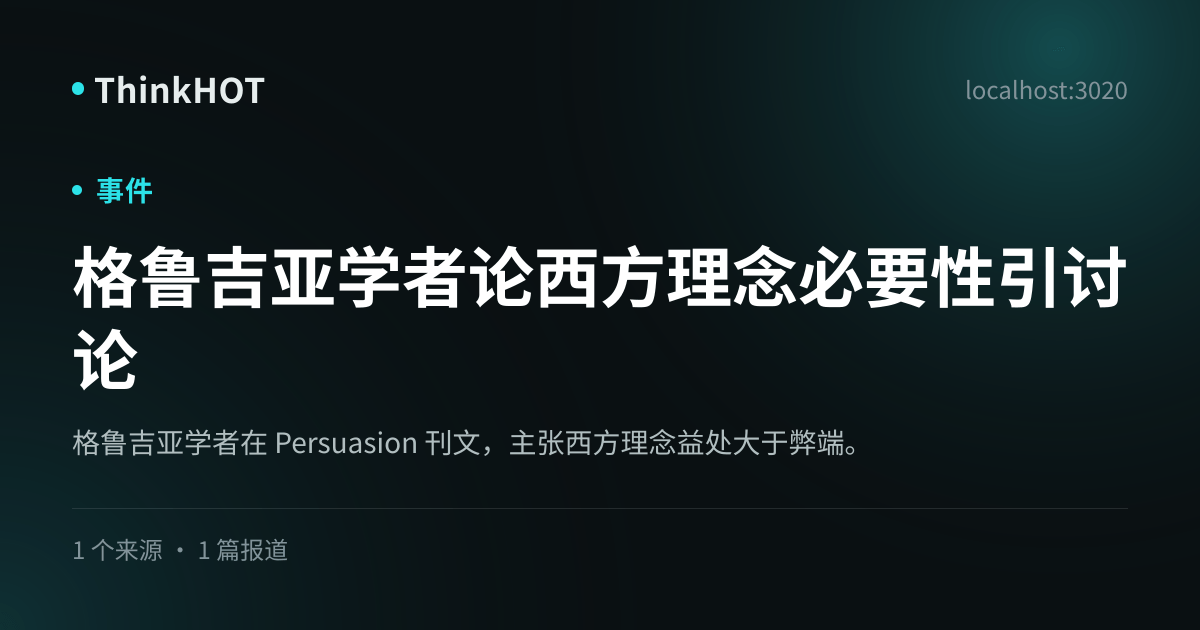 ThinkHOT
localhost:3020
事件
格鲁吉亚学者论西方理念必要性引讨
论
格鲁吉亚学者在 Persuasion 刊文，主张西方理念益处大于弊端。
1 个来源 · 1 篇报道